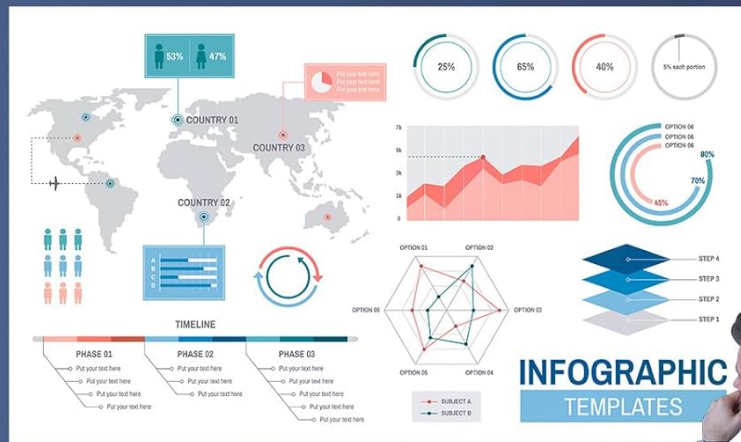 53% 47%
Put your text here
Put your text here
Put your text here
COUNTRY 01
COUNTRY 03
COUNTRY 02
A
B
C
D
25%
65%
40%
5% each portion
7k
5k
3k
1k
0
OPTION 06
OPTION 06
OPTION 06
80%
70%
45%
OPTION 01
OPTION 02
OPTION 03
OPTION 04
OPTION 05
OPTION 06
SUBJECT A
SUBJECT B
STEP 4
STEP 3
STEP 2
STEP 1
TIMELINE
PHASE 01
Put your text here
Put your text here
Put your text here
Put your text here
PHASE 02
Put your text here
Put your text here
Put your text here
PHASE 03
Put your text here
Put your text here
Put your text here
Put your text here
Put your text here
INFOGRAPHIC
TEMPLATES